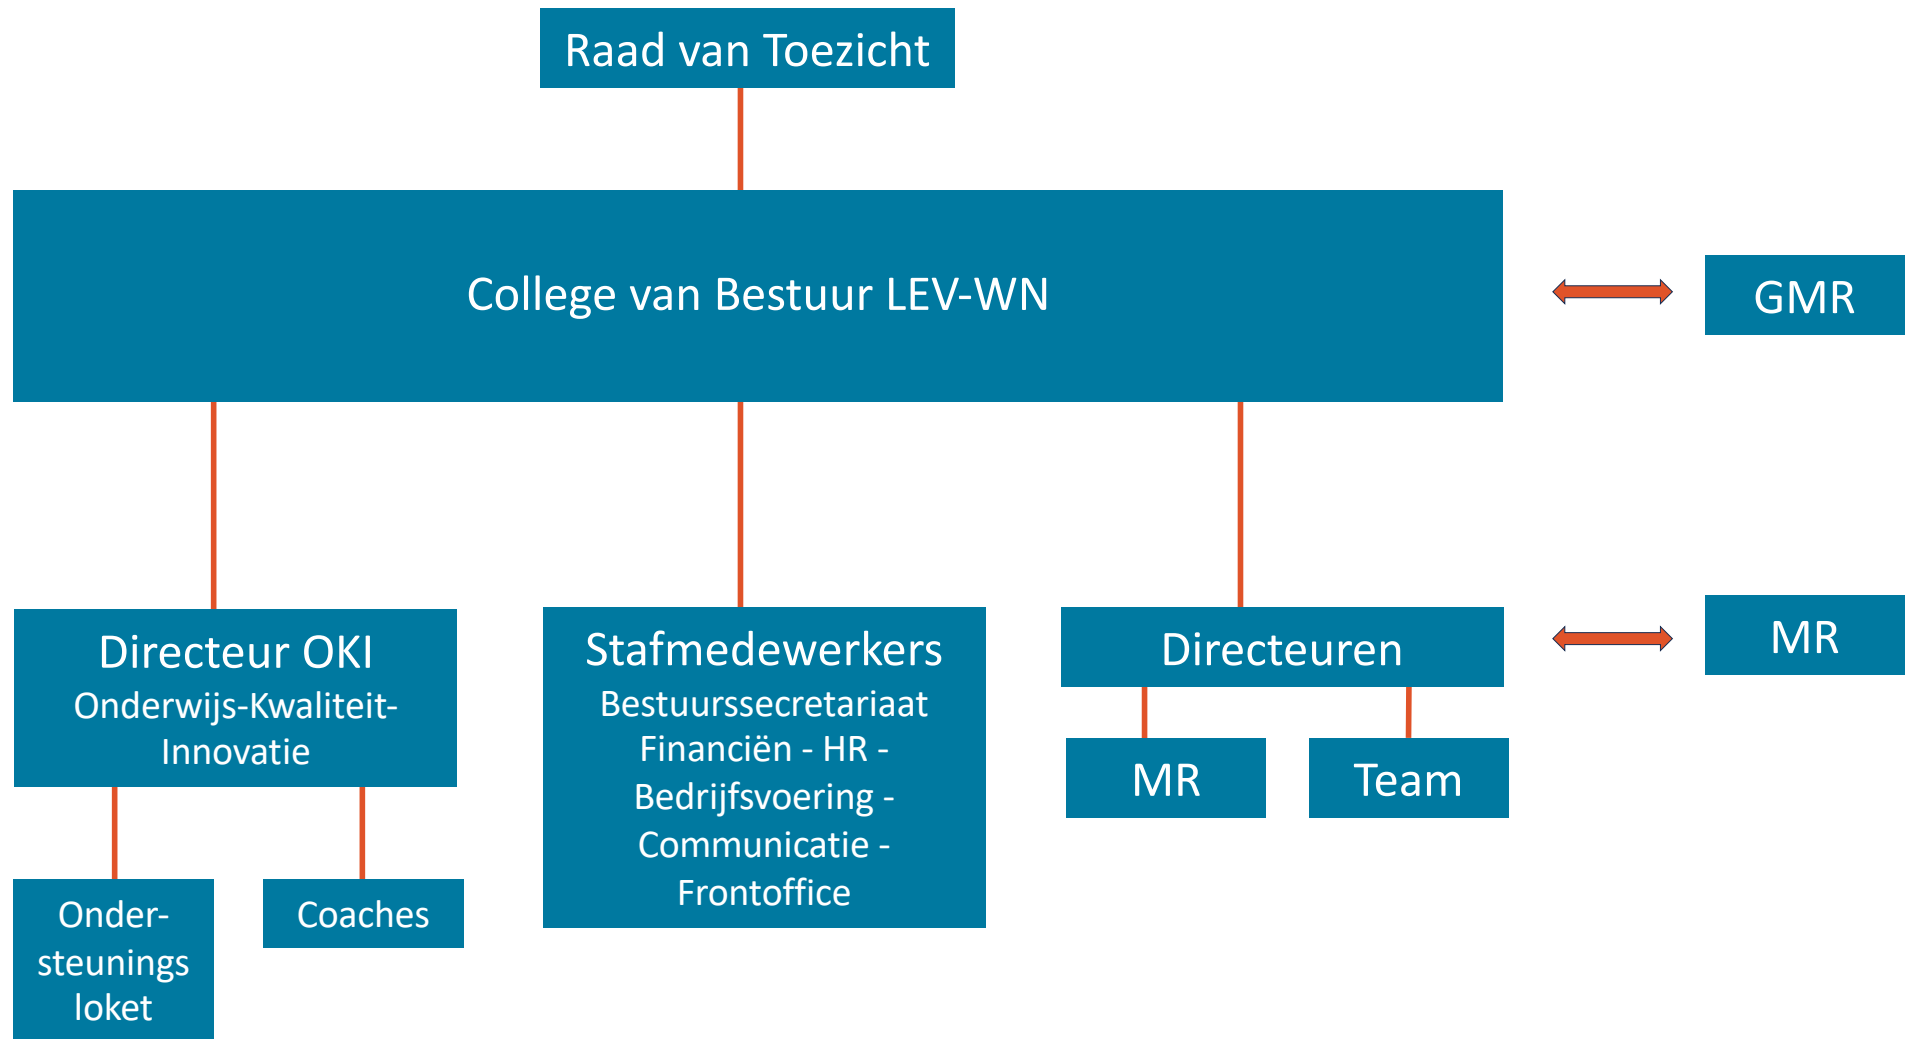 Raad van Toezicht
College van Bestuur LEV-WN
GMR
Directeur OKI
Onderwijs-Kwaliteit-
Innovatie
Stafmedewerkers
Bestuurssecretariaat
Financiën - HR -
Bedrijfsvoering -
Communicatie -
Frontoffice
Directeuren
MR
MR
Team
Onder-
steunings
loket
Coaches